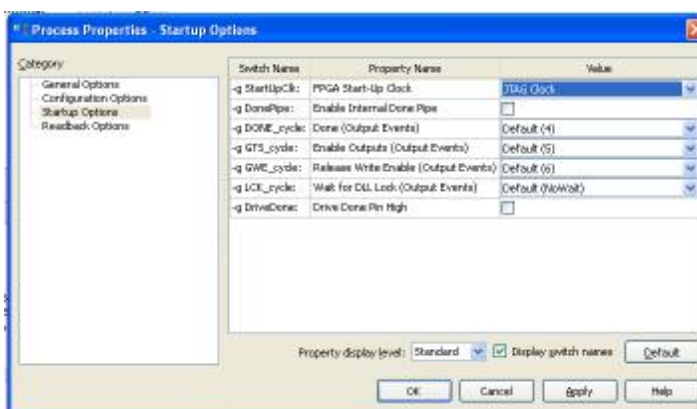 Process Properties - Startup Options
Category
General Options
Configuration Options
Startup Options
Readback Options
Switch Name Property Name Value
-g StartUpClk: FPGA Start-Up Clock JTAG Clock
-g DonePipe: Enable Internal Done Pipe
-g DONE_cycle: Done (Output Events) Default (4)
-g GTS_cycle: Enable Outputs (Output Events) Default (5)
-g GWE_cycle: Release Write Enable (Output Events) Default (6)
-g LCK_cycle: Wait for DLL Lock (Output Events) Default (NoWait)
-g DriveDone: Drive Done Pin High
Property display level: Standard Display switch names Default
OK Cancel Apply Help